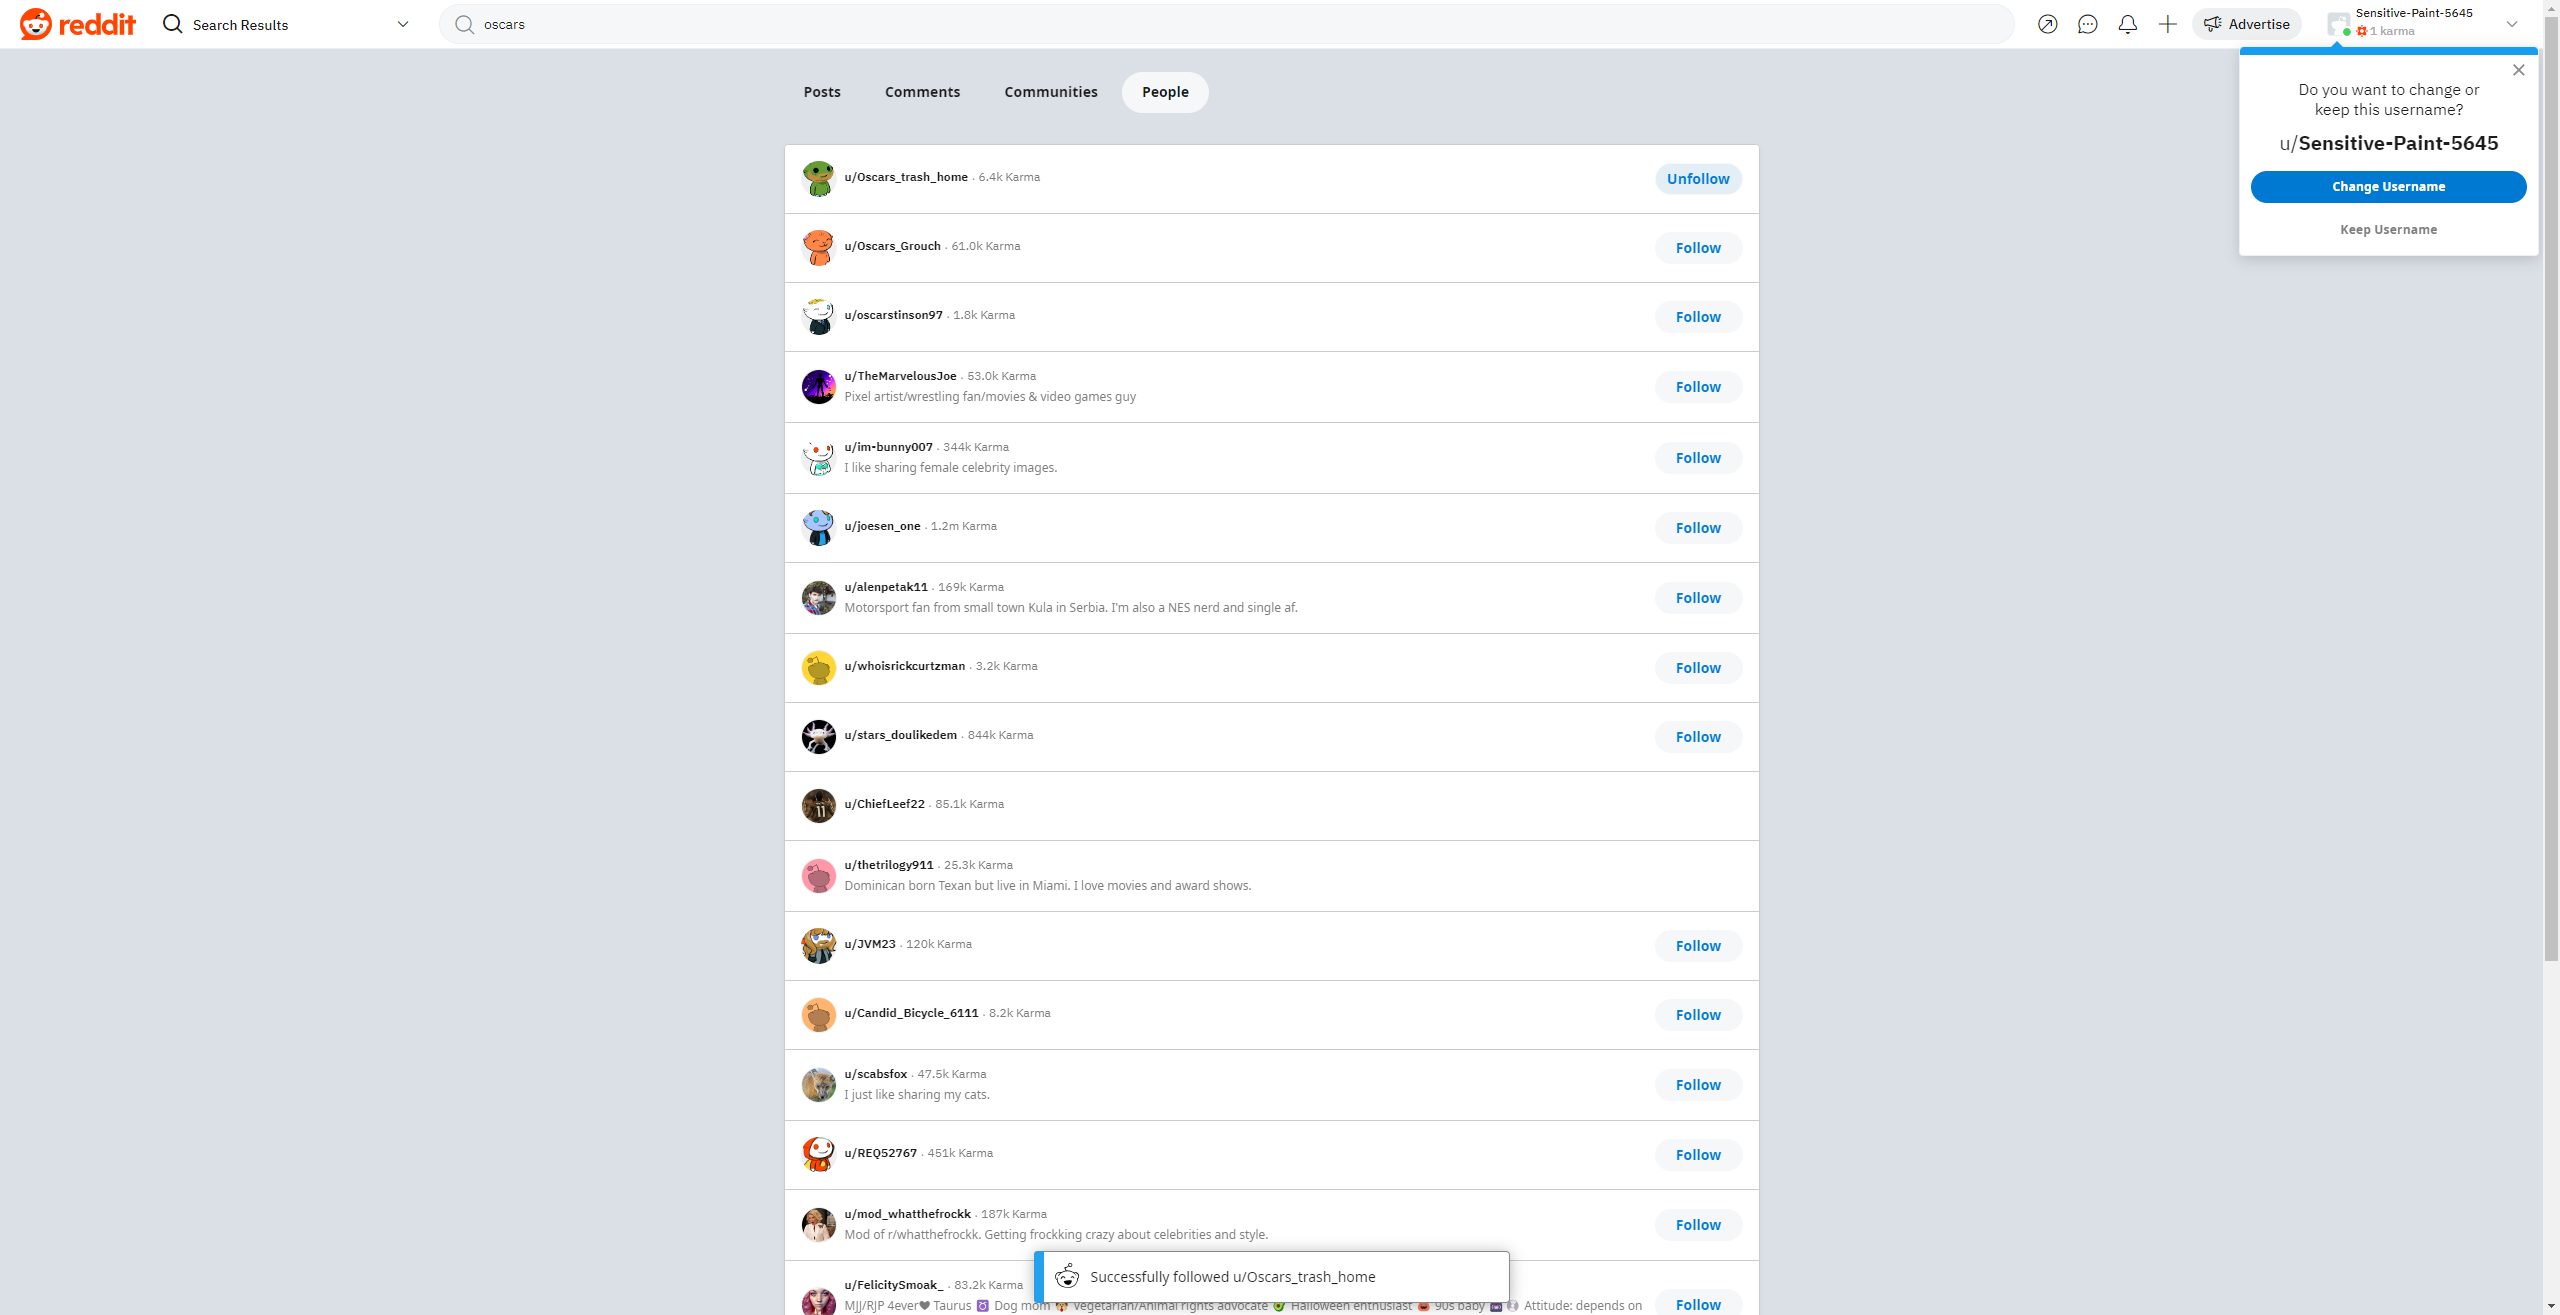 reddit
Search Results
oscars
Advertise
Sensitive-Paint-5645
1 karma
Do you want to change or
keep this username?
u/Sensitive-Paint-5645
Change Username
Keep Username
Posts
Comments
Communities
People
u/Oscars_trash_home · 6.4k Karma
Unfollow
u/Oscars_Grouch · 61.0k Karma
Follow
u/oscarstinson97 · 1.8k Karma
Follow
u/TheMarvelousJoe · 53.0k Karma
Pixel artist/wrestling fan/movies & video games guy
Follow
u/im-bunny007 · 344k Karma
I like sharing female celebrity images.
Follow
u/joesen_one · 1.2m Karma
Follow
u/alenpetak11 · 169k Karma
Motorsport fan from small town Kula in Serbia. I'm also a NES nerd and single af.
Follow
u/whoisrickcurtzman · 3.2k Karma
Follow
u/stars_doulikedem · 844k Karma
Follow
u/ChiefLeef22 · 85.1k Karma
u/thetrilogy911 · 25.3k Karma
Dominican born Texan but live in Miami. I love movies and award shows.
u/JVM23 · 120k Karma
Follow
u/Candid_Bicycle_6111 · 8.2k Karma
Follow
u/scabsfox · 47.5k Karma
I just like sharing my cats.
Follow
u/REQ52767 · 451k Karma
Follow
u/mod_whatthefrockk · 187k Karma
Mod of r/whatthefrockk. Getting frockking crazy about celebrities and style.
Follow
Successfully followed u/Oscars_trash_home
u/FelicitySmoak_ · 83.2k Karma
MJJ/RJP 4ever🖤 Taurus ♉ Dog mom Vegetarian/Animal rights advocate 🥑 Halloween enthusiast 🎃 90s baby Attitude: depends on
Follow